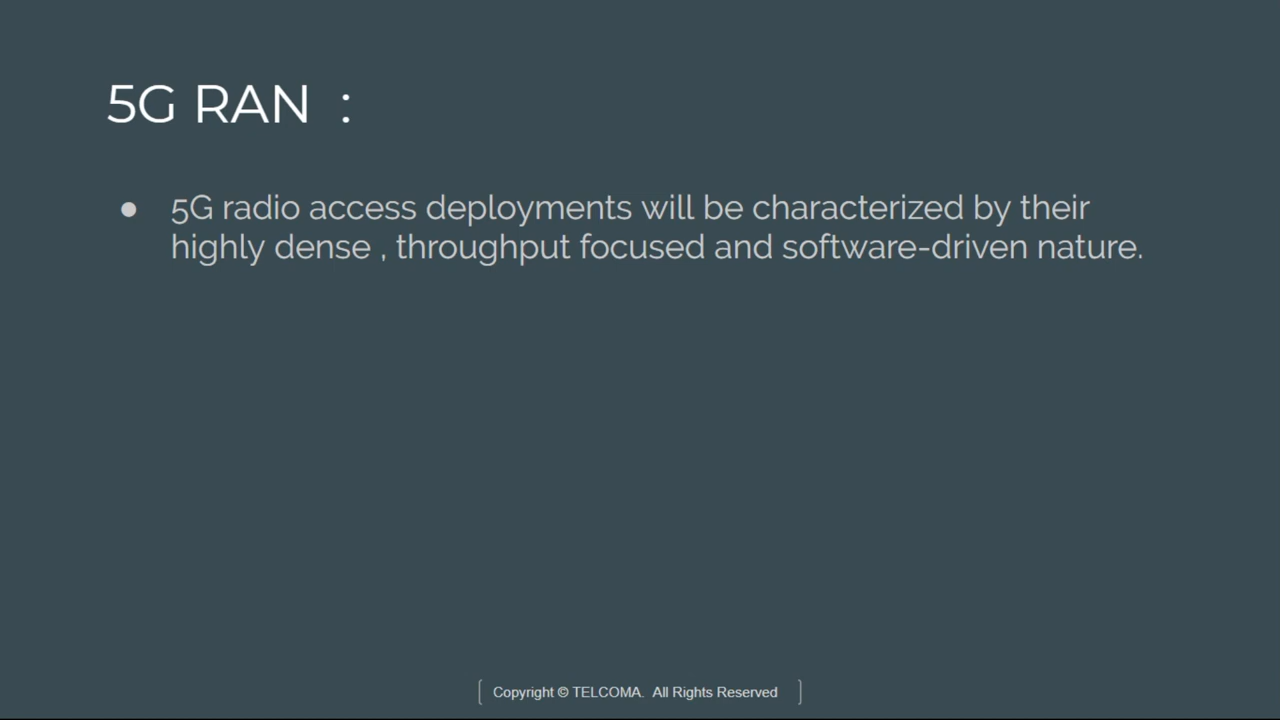 5G RAN :
● 5G radio access deployments will be characterized by their
highly dense , throughput focused and software-driven nature.
[ Copyright © TELCOMA. All Rights Reserved ]